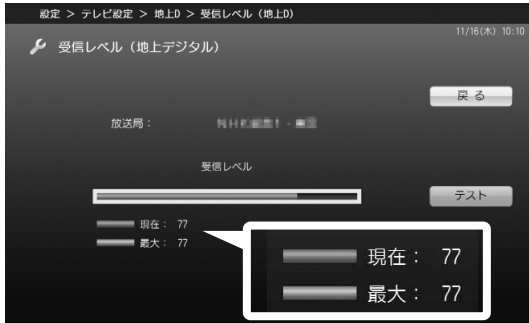 設定 > テレビ設定 > 地上D > 受信レベル（地上D）
11/16(木) 10:10
受信レベル（地上デジタル）
戻る
放送局：
受信レベル
テスト
現在： 77
最大： 77
現在： 77
最大： 77